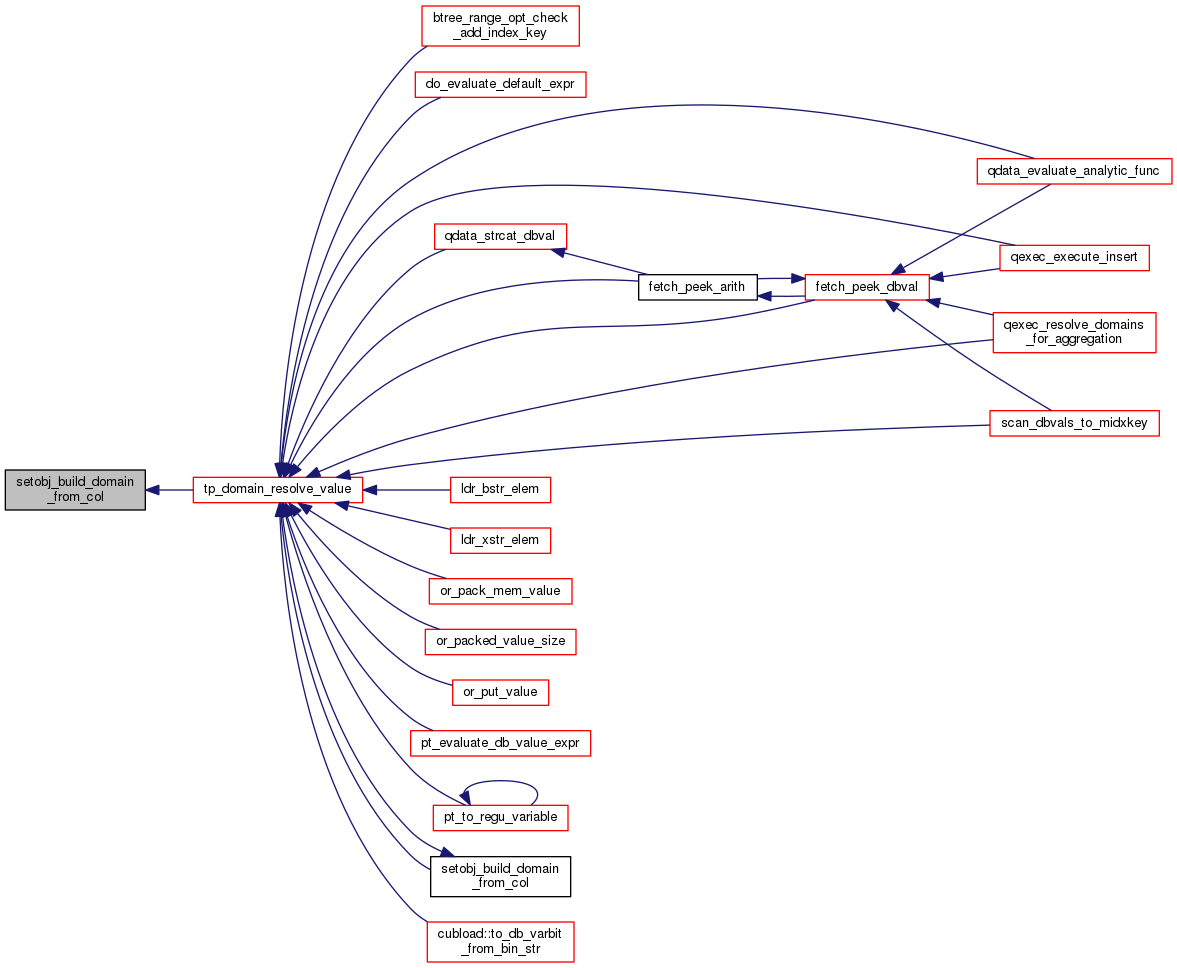 btree_range_opt_check
_add_index_key
do_evaluate_default_expr
qdata_evaluate_analytic_func
qdata_strcat_dbval
qexec_execute_insert
fetch_peek_arith
fetch_peek_dbval
qexec_resolve_domains
_for_aggregation
scan_dbvals_to_midxkey
setobj_build_domain
_from_col
tp_domain_resolve_value
ldr_bstr_elem
ldr_xstr_elem
or_pack_mem_value
or_packed_value_size
or_put_value
pt_evaluate_db_value_expr
pt_to_regu_variable
setobj_build_domain
_from_col
cubload::to_db_varbit
_from_bin_str